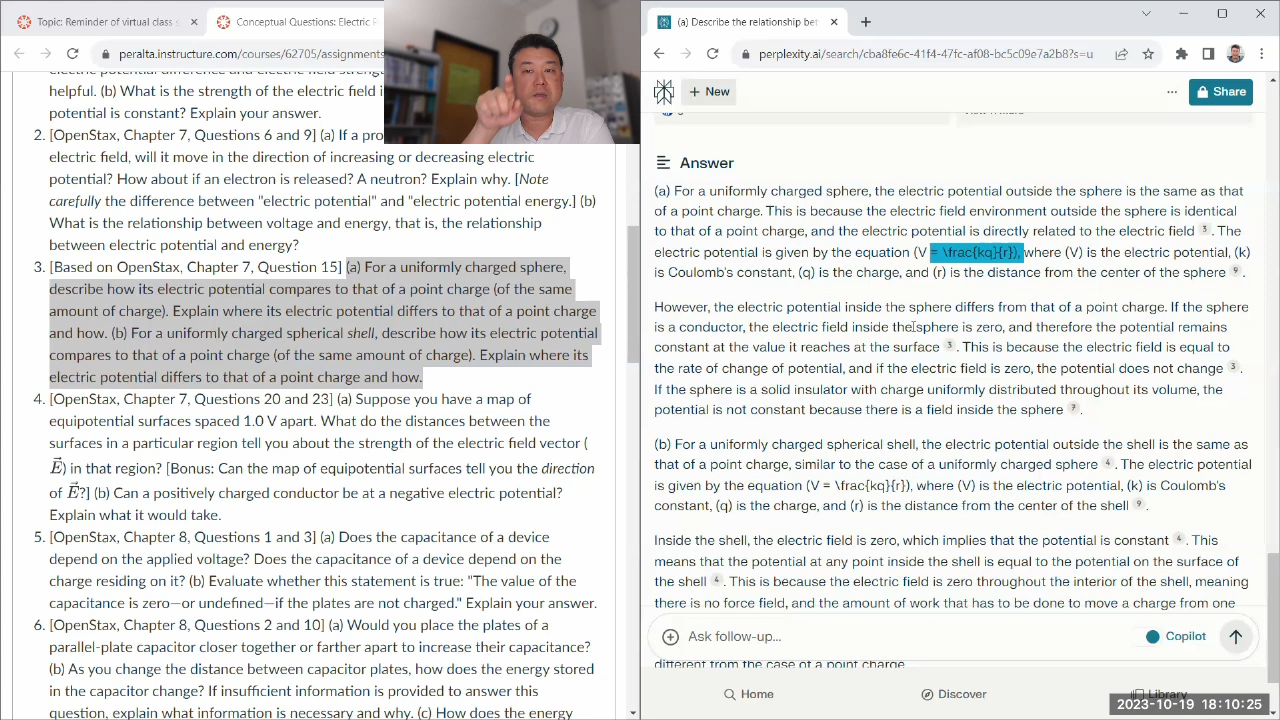 Topic: Reminder of virtual class s
Conceptual Questions: Electric P
peralta.instructure.com/courses/62705/assignments
electric potential difference and electric field streng
helpful. (b) What is the strength of the electric field i
potential is constant? Explain your answer.
2. [OpenStax, Chapter 7, Questions 6 and 9] (a) If a pro
electric field, will it move in the direction of increasing or decreasing electric
potential? How about if an electron is released? A neutron? Explain why. [Note
carefully the difference between "electric potential" and "electric potential energy.] (b)
What is the relationship between voltage and energy, that is, the relationship
between electric potential and energy?
3. [Based on OpenStax, Chapter 7, Question 15] (a) For a uniformly charged sphere,
describe how its electric potential compares to that of a point charge (of the same
amount of charge). Explain where its electric potential differs to that of a point charge
and how. (b) For a uniformly charged spherical shell, describe how its electric potential
compares to that of a point charge (of the same amount of charge). Explain where its
electric potential differs to that of a point charge and how.
4. [OpenStax, Chapter 7, Questions 20 and 23] (a) Suppose you have a map of
equipotential surfaces spaced 1.0 V apart. What do the distances between the
surfaces in a particular region tell you about the strength of the electric field vector (
E⃗) in that region? [Bonus: Can the map of equipotential surfaces tell you the direction
of E⃗?] (b) Can a positively charged conductor be at a negative electric potential?
Explain what it would take.
5. [OpenStax, Chapter 8, Questions 1 and 3] (a) Does the capacitance of a device
depend on the applied voltage? Does the capacitance of a device depend on the
charge residing on it? (b) Evaluate whether this statement is true: "The value of the
capacitance is zero—or undefined—if the plates are not charged." Explain your answer.
6. [OpenStax, Chapter 8, Questions 2 and 10] (a) Would you place the plates of a
parallel-plate capacitor closer together or farther apart to increase their capacitance?
(b) As you change the distance between capacitor plates, how does the energy stored
in the capacitor change? If insufficient information is provided to answer this
question, explain what information is necessary and why. (c) How does the energy
(a) Describe the relationship bet
perplexity.ai/search/cba8fe6c-41f4-47fc-af08-bc5c09e7a2b8?s=u
+ New
Share
Answer
(a) For a uniformly charged sphere, the electric potential outside the sphere is the same as that
of a point charge. This is because the electric field environment outside the sphere is identical
to that of a point charge, and the electric potential is directly related to the electric field 3. The
electric potential is given by the equation (V = \frac{kq}{r}), where (V) is the electric potential, (k)
is Coulomb's constant, (q) is the charge, and (r) is the distance from the center of the sphere 9.
However, the electric potential inside the sphere differs from that of a point charge. If the sphere
is a conductor, the electric field inside the sphere is zero, and therefore the potential remains
constant at the value it reaches at the surface 3. This is because the electric field is equal to
the rate of change of potential, and if the electric field is zero, the potential does not change 3.
If the sphere is a solid insulator with charge uniformly distributed throughout its volume, the
potential is not constant because there is a field inside the sphere 7.
(b) For a uniformly charged spherical shell, the electric potential outside the shell is the same as
that of a point charge, similar to the case of a uniformly charged sphere 4. The electric potential
is given by the equation (V = \frac{kq}{r}), where (V) is the electric potential, (k) is Coulomb's
constant, (q) is the charge, and (r) is the distance from the center of the shell 9.
Inside the shell, the electric field is zero, which implies that the potential is constant 4. This
means that the potential at any point inside the shell is equal to the potential on the surface of
the shell 4. This is because the electric field is zero throughout the interior of the shell, meaning
there is no force field, and the amount of work that has to be done to move a charge from one
Ask follow-up...
Copilot
different from the case of a point charge
Home
Discover
Library
2023-10-19 18:10:25